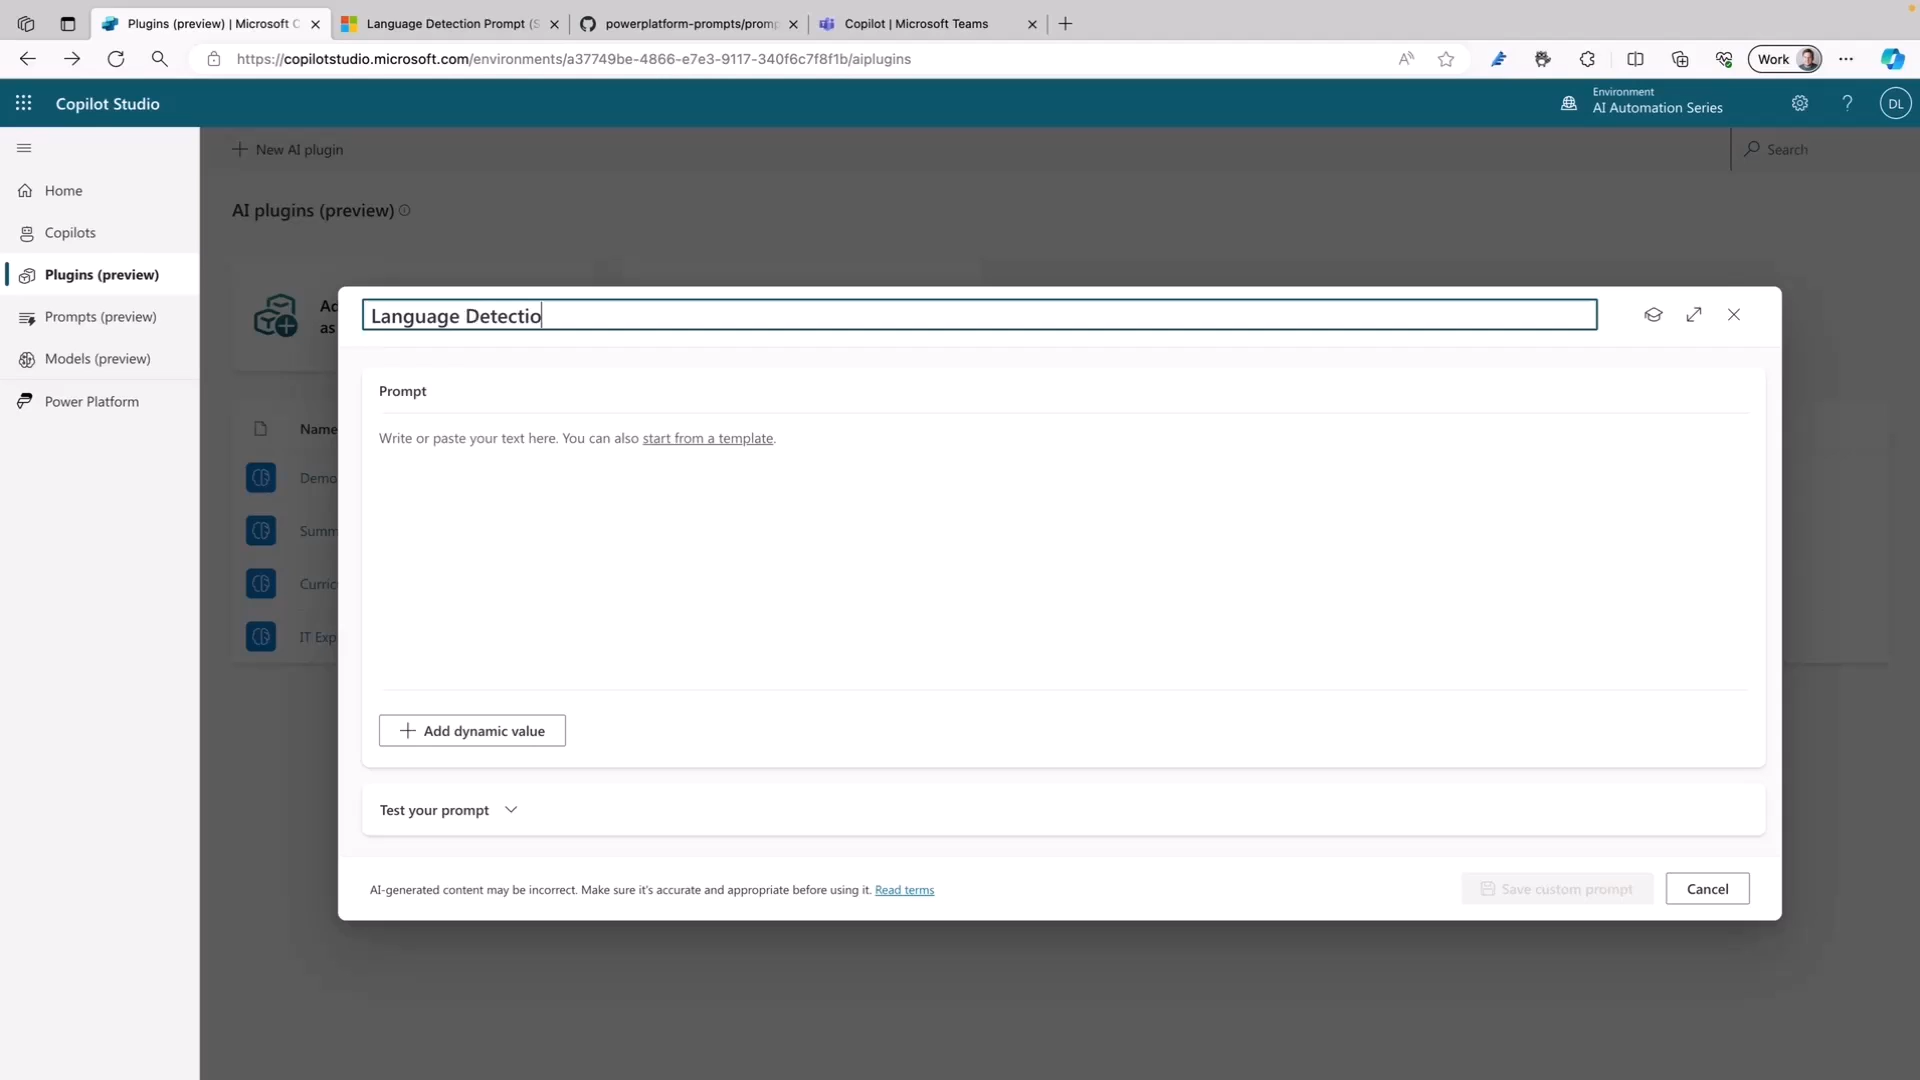 Plugins (preview) | Microsoft C
Language Detection Prompt (S
powerplatform-prompts/promp
Copilot | Microsoft Teams
https://copilotstudio.microsoft.com/environments/a37749be-4866-e7e3-9117-340f6c7f8f1b/aiplugins
Work
Copilot Studio
Environment
AI Automation Series
DL
New AI plugin
Search
Home
AI plugins (preview)
Copilots
Plugins (preview)
Prompts (preview)
Models (preview)
Power Platform
Ad
as
Name
Demo
Summ
Curric
IT Exp
Language Detectio
Prompt
Write or paste your text here. You can also start from a template.
Add dynamic value
Test your prompt
AI-generated content may be incorrect. Make sure it's accurate and appropriate before using it. Read terms
Save custom prompt
Cancel